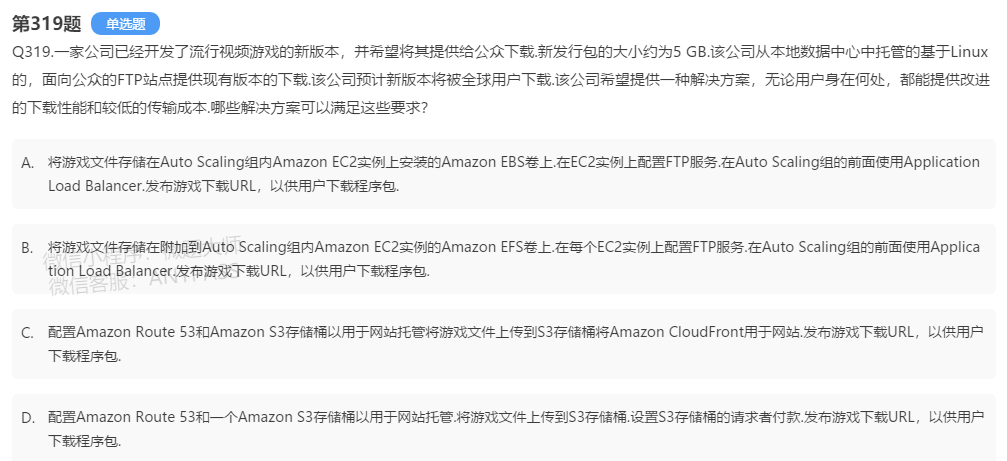 第319题 单选题
Q319.一家公司已经开发了流行视频游戏的新版本，并希望将其提供给公众下载.新发行包的大小约为5 GB.该公司从本地数据中心中托管的基于Linux
的，面向公众的FTP站点提供现有版本的下载.该公司预计新版本将被全球用户下载.该公司希望提供一种解决方案，无论用户身在何处，都能提供改进
的下载性能和较低的传输成本.哪些解决方案可以满足这些要求？
A. 将游戏文件存储在Auto Scaling组内Amazon EC2实例上安装的Amazon EBS卷上.在EC2实例上配置FTP服务.在Auto Scaling组的前面使用Application
Load Balancer.发布游戏下载URL，以供用户下载程序包.
B. 将游戏文件存储在附加到Auto Scaling组内Amazon EC2实例的Amazon EFS卷上.在每个EC2实例上配置FTP服务.在Auto Scaling组的前面使用Applica
tion Load Balancer.发布游戏下载URL，以供用户下载程序包.
微信小程序：
微信客服：
C. 配置Amazon Route 53和Amazon S3存储桶以用于网站托管将游戏文件上传到S3存储桶将Amazon CloudFront用于网站.发布游戏下载URL，以供用户
下载程序包.
D. 配置Amazon Route 53和一个Amazon S3存储桶以用于网站托管.将游戏文件上传到S3存储桶.设置S3存储桶的请求者付款.发布游戏下载URL，以供用户
下载程序包.